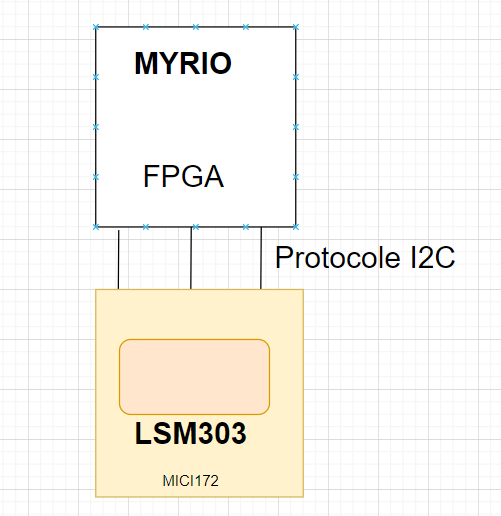 MYRIO
FPGA
Protocole I2C
LSM303
MICI172